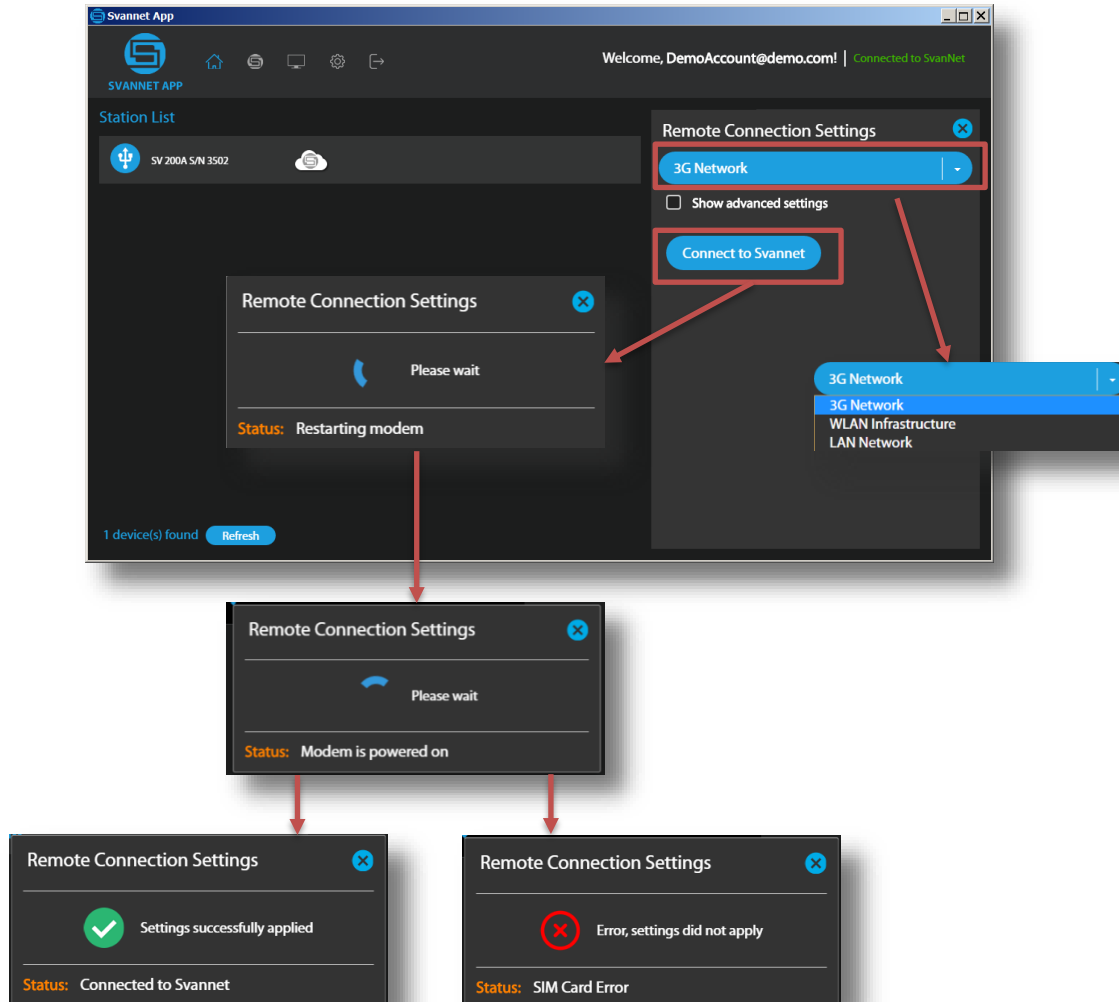 Svannet App
SVANNET APP
Welcome, DemoAccount@demo.com! | Connected to SvanNet
Station List
SV 200A S/N 3502
Remote Connection Settings
3G Network
Show advanced settings
Connect to Svannet
Remote Connection Settings
Please wait
Status: Restarting modem
3G Network
3G Network
WLAN Infrastructure
LAN Network
1 device(s) found
Refresh
Remote Connection Settings
Please wait
Status: Modem is powered on
Remote Connection Settings
Settings successfully applied
Status: Connected to Svannet
Remote Connection Settings
Error, settings did not apply
Status: SIM Card Error